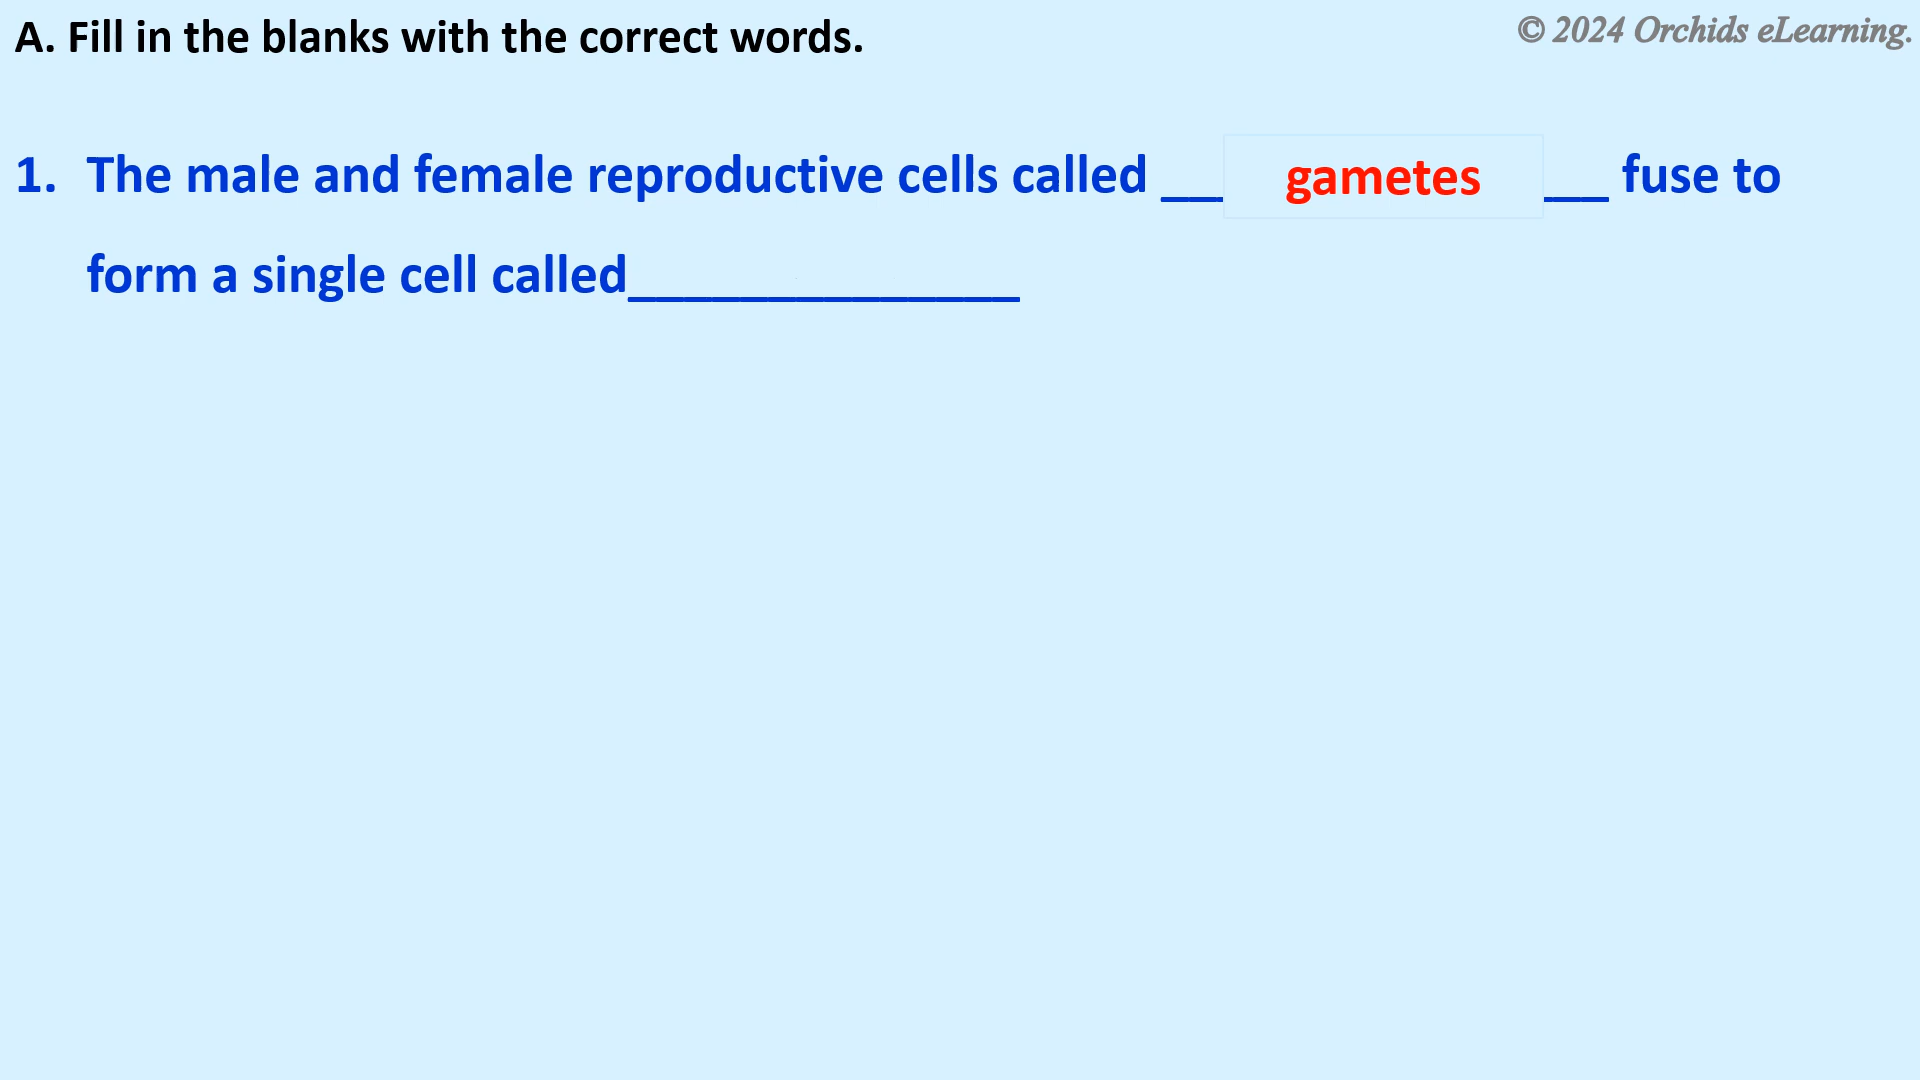 A. Fill in the blanks with the correct words.
© 2024 Orchids eLearning.
1. The male and female reproductive cells called __ gametes __ fuse to
form a single cell called______________